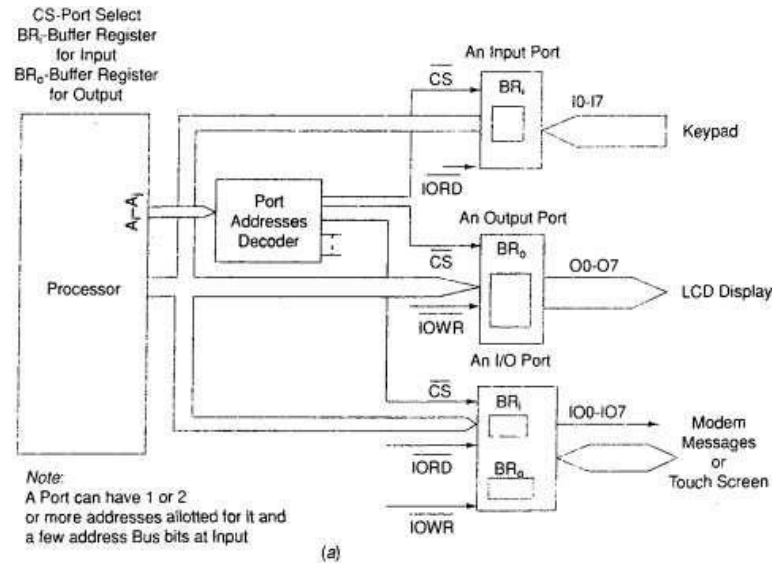 CS-Port Select
BRi-Buffer Register
for Input
BRo-Buffer Register
for Output
An Input Port
CS
BRi
I0-I7
Keypad
IORD
Ai-Aj
Port
Addresses
Decoder
An Output Port
CS
BRo
O0-O7
LCD Display
Processor
IOWR
An I/O Port
CS
BRi
IO0-IO7
Modem
Messages
or
Touch Screen
IORD
BRo
IOWR
Note:
A Port can have 1 or 2
or more addresses allotted for it and
a few address Bus bits at Input
(a)